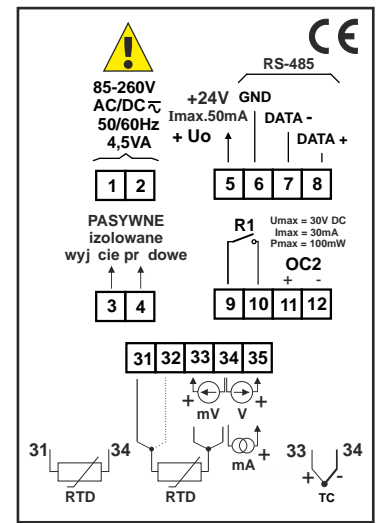 CE
RS-485
85-260V
AC/DC
50/60Hz
4,5VA
+24V
Imax.50mA
+ Uo
GND
DATA -
DATA +
1 2
5 6 7 8
PASYWNE
izolowane
wyj cie pr dowe
R1
Umax = 30V DC
Imax = 30mA
Pmax = 100mW
OC2
+ -
3 4
9 10 11 12
31 32 33 34 35
+ mV V +
mA +
31 34
RTD
RTD
33 34
+ -
TC